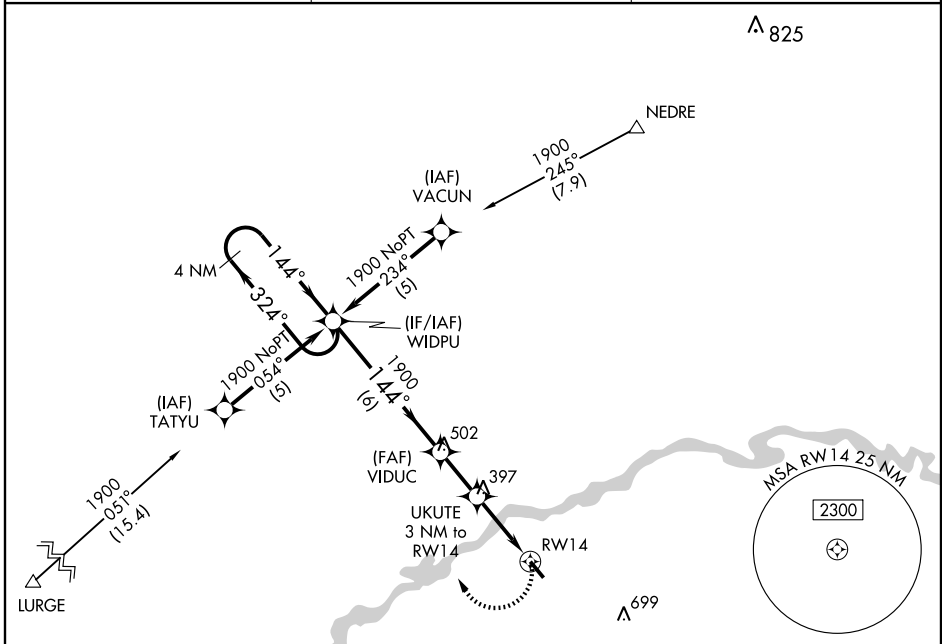 825
NEDRE
1900
245°
(7.9)
(IAF)
VACUN
1900 NoPT
234°
(5)
4 NM
144°
324°
(IF/IAF)
WIDPU
1900 NoPT
054°
(5)
1900
144°
(6)
(IAF)
TATYU
502
(FAF)
VIDUC
397
UKUTE
3 NM to
RW14
RW14
1900
051°
(15.4)
LURGE
699
MSA RW14 25 NM
2300